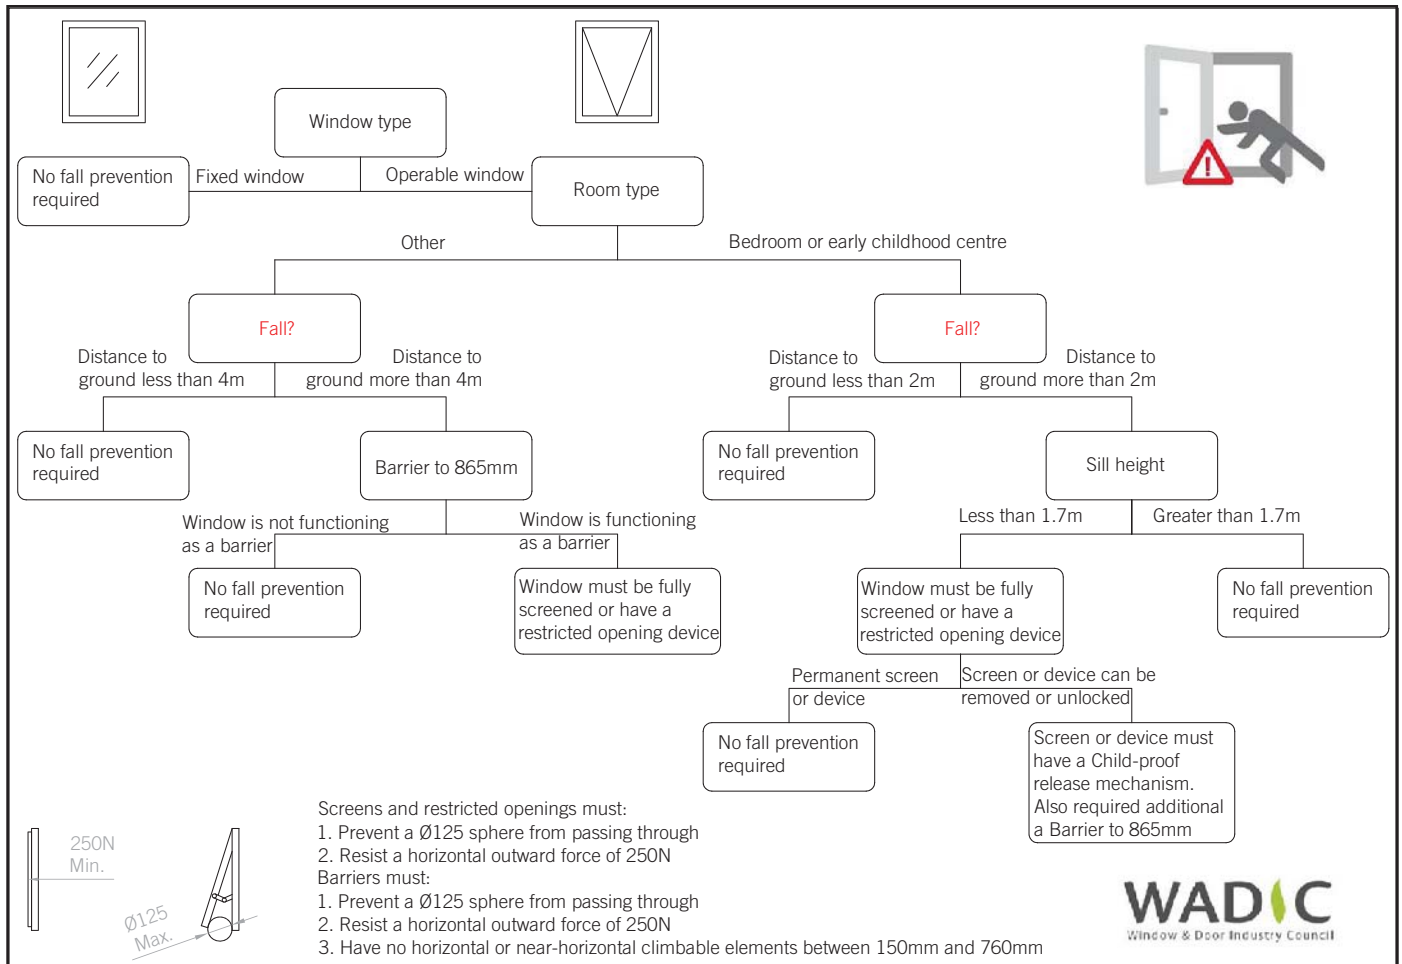 Window type
No fall prevention
required
Fixed window
Operable window
Room type
Other
Bedroom or early childhood centre
Fall?
Fall?
Distance to
ground less than 4m
Distance to
ground more than 4m
Distance to
ground less than 2m
Distance to
ground more than 2m
No fall prevention
required
Barrier to 865mm
No fall prevention
required
Sill height
Window is not functioning
as a barrier
Window is functioning
as a barrier
Less than 1.7m
Greater than 1.7m
No fall prevention
required
Window must be fully
screened or have a
restricted opening device
Window must be fully
screened or have a
restricted opening device
No fall prevention
required
Permanent screen
or device
Screen or device can be
removed or unlocked
No fall prevention
required
Screen or device must
have a Child-proof
release mechanism.
Also required additional
a Barrier to 865mm
250N
Min.
Ø125
Max.
Screens and restricted openings must:
1. Prevent a Ø125 sphere from passing through
2. Resist a horizontal outward force of 250N
Barriers must:
1. Prevent a Ø125 sphere from passing through
2. Resist a horizontal outward force of 250N
3. Have no horizontal or near-horizontal climbable elements between 150mm and 760mm
WADIC
Window & Door Industry Council